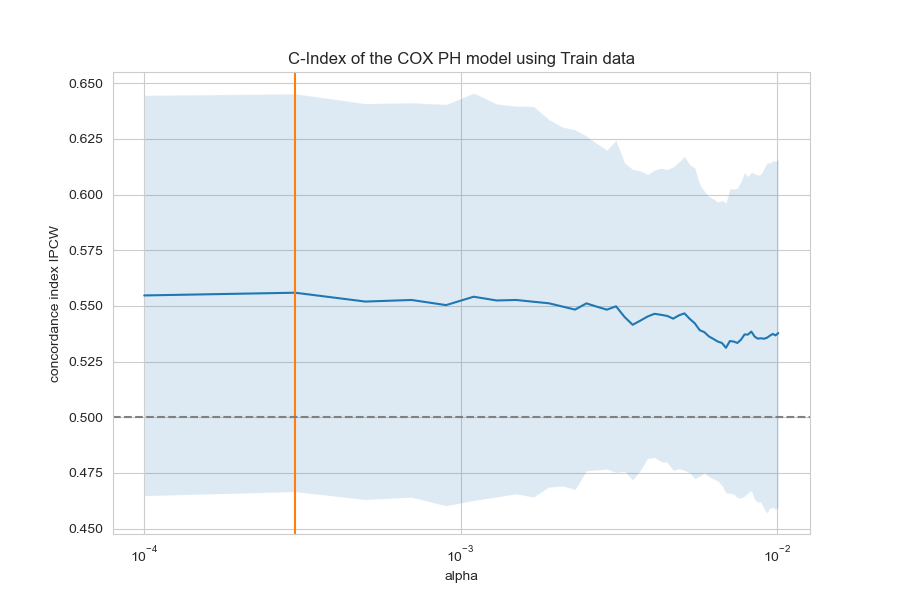 C-Index of the COX PH model using Train data
concordance index IPCW
0.650
0.625
0.600
0.575
0.550
0.525
0.500
0.475
0.450
10⁻⁴ 10⁻³ 10⁻²
alpha